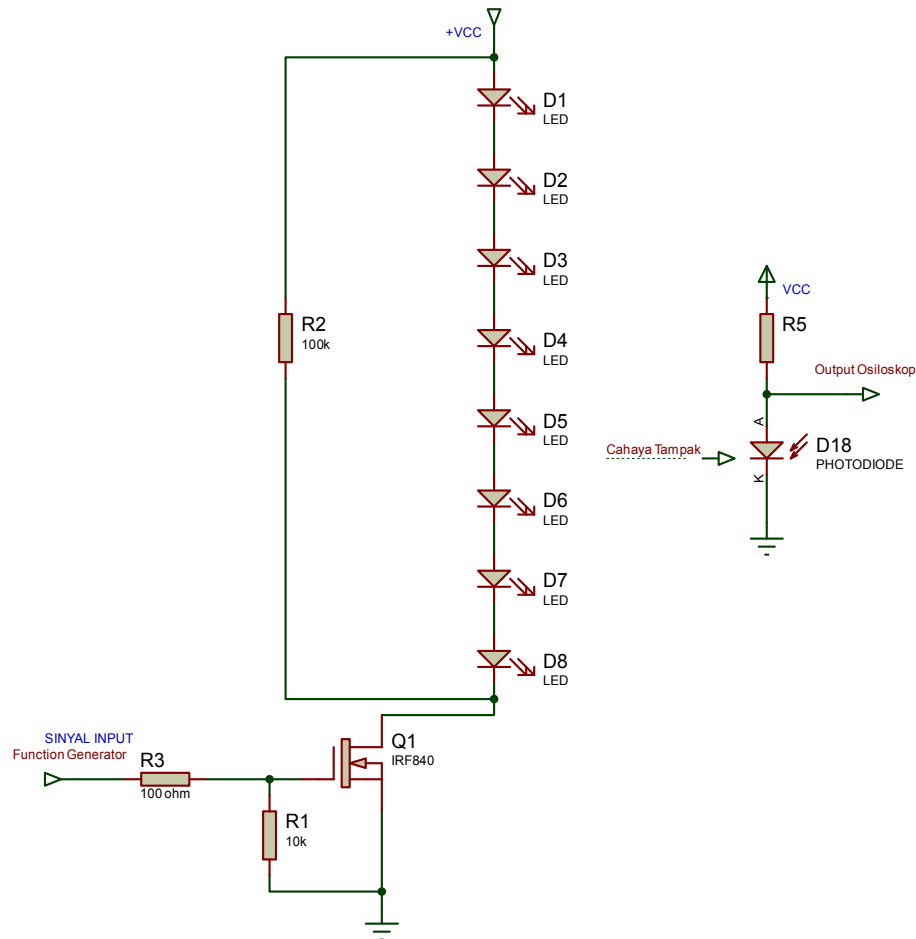 +VCC
D1
LED
D2
LED
D3
LED
D4
LED
D5
LED
D6
LED
D7
LED
D8
LED
R2
100k
VCC
R5
Output Osiloskop
A
Cahaya Tampak
D18
PHOTODIODE
K
SINYAL INPUT
Function Generator
R3
100 ohm
Q1
IRF840
R1
10k